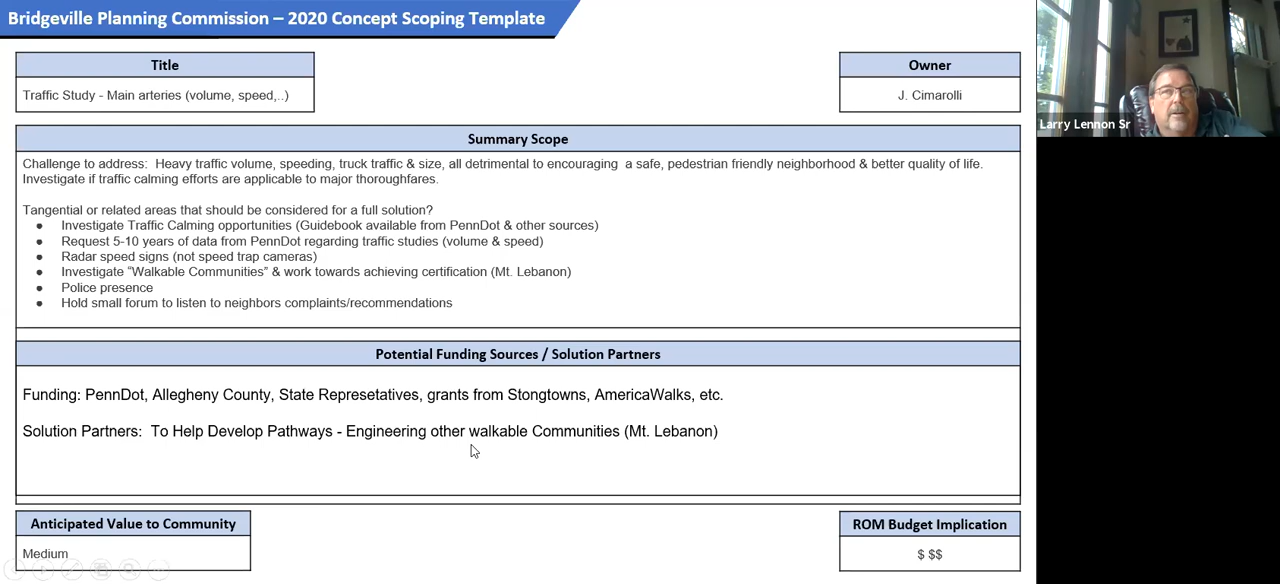 Bridgeville Planning Commission – 2020 Concept Scoping Template
Title
Traffic Study - Main arteries (volume, speed,..)
Owner
J. Cimarolli
Larry Lennon Sr
Summary Scope
Challenge to address:  Heavy traffic volume, speeding, truck traffic & size, all detrimental to encouraging  a safe, pedestrian friendly neighborhood & better quality of life.
Investigate if traffic calming efforts are applicable to major thoroughfares.
Tangential or related areas that should be considered for a full solution?
● Investigate Traffic Calming opportunities (Guidebook available from PennDot & other sources)
● Request 5-10 years of data from PennDot regarding traffic studies (volume & speed)
● Radar speed signs (not speed trap cameras)
● Investigate “Walkable Communities” & work towards achieving certification (Mt. Lebanon)
● Police presence
● Hold small forum to listen to neighbors complaints/recommendations
Potential Funding Sources / Solution Partners
Funding: PennDot, Allegheny County, State Represetatives, grants from Stongtowns, AmericaWalks, etc.
Solution Partners:  To Help Develop Pathways - Engineering other walkable Communities (Mt. Lebanon)
Anticipated Value to Community
Medium
ROM Budget Implication
$ $$